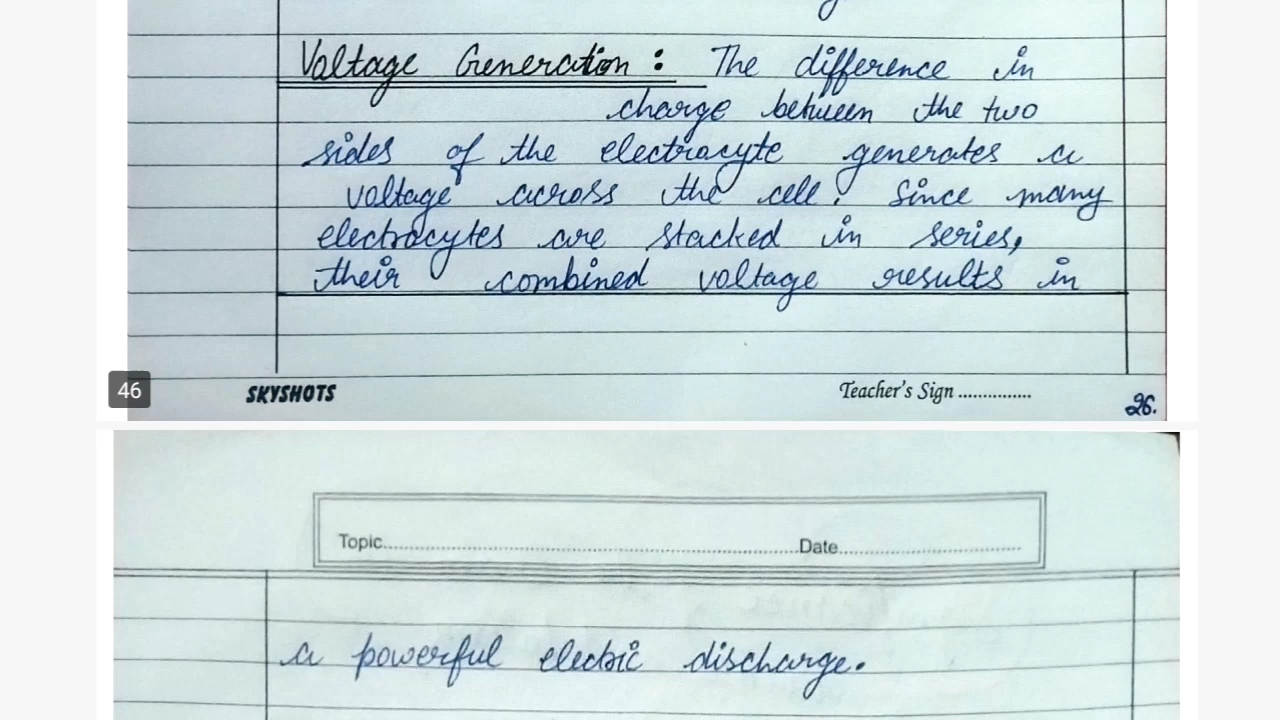 Voltage Generation : The difference in
charge between the two
sides of the electrocyte generates a
voltage across the cell. Since many
electrocytes are stacked in series,
their combined voltage results in
46
SKYSHOTS
Teacher's Sign ...............
26.
Topic..........................................................................Date................................
a powerful electric discharge.